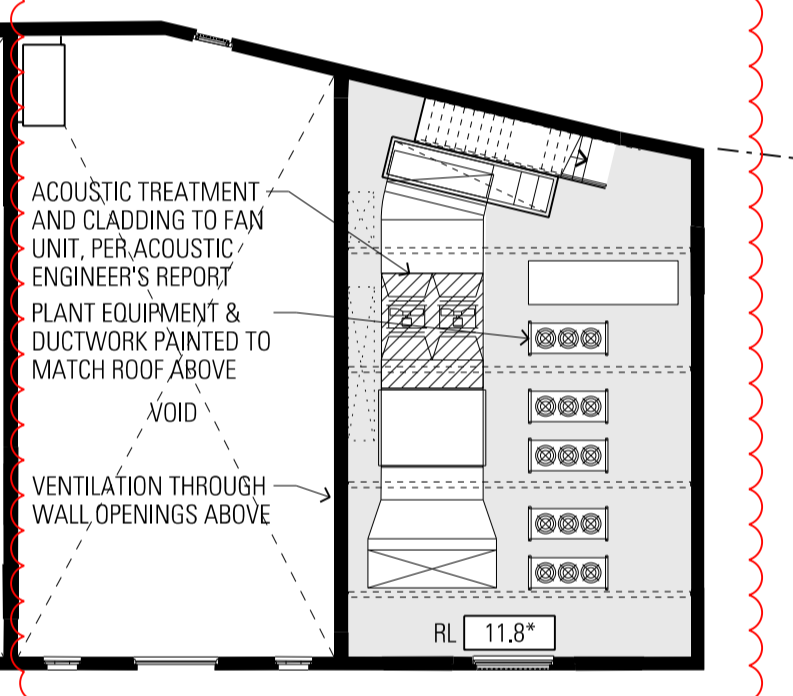 ACOUSTIC TREATMENT
AND CLADDING TO FAN
UNIT, PER ACOUSTIC
ENGINEER'S REPORT
PLANT EQUIPMENT &
DUCTWORK PAINTED TO
MATCH ROOF ABOVE
VOID
VENTILATION THROUGH
WALL OPENINGS ABOVE
RL 11.8*